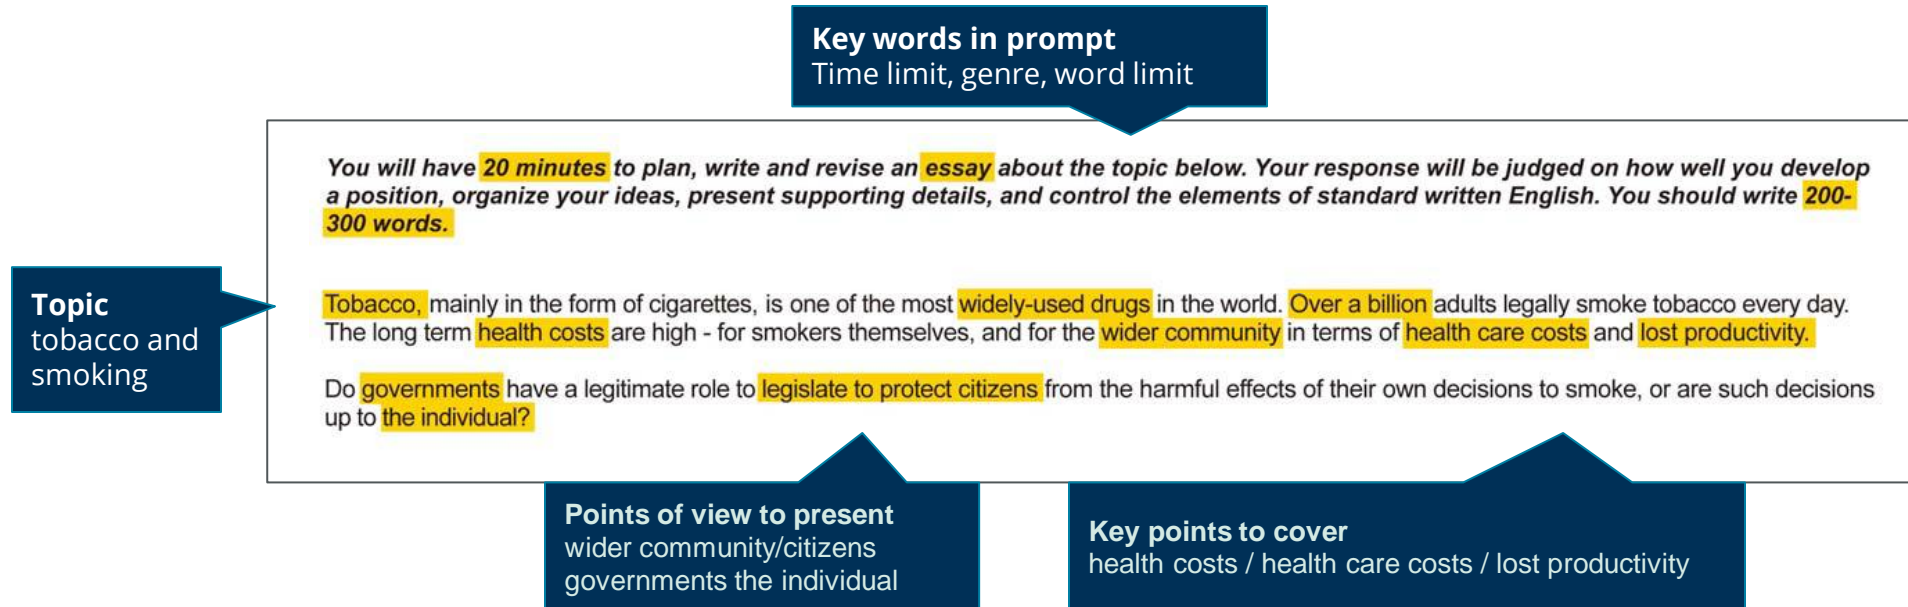 Key words in prompt
Time limit, genre, word limit
You will have 20 minutes to plan, write and revise an essay about the topic below. Your response will be judged on how well you develop
a position, organize your ideas, present supporting details, and control the elements of standard written English. You should write 200-
300 words.
Topic
tobacco and
smoking
Tobacco, mainly in the form of cigarettes, is one of the most widely-used drugs in the world. Over a billion adults legally smoke tobacco every day.
The long term health costs are high - for smokers themselves, and for the wider community in terms of health care costs and lost productivity.
Do governments have a legitimate role to legislate to protect citizens from the harmful effects of their own decisions to smoke, or are such decisions
up to the individual?
Points of view to present
wider community/citizens
governments the individual
Key points to cover
health costs / health care costs / lost productivity